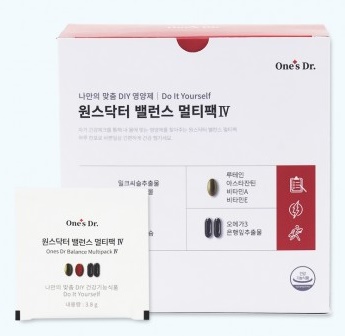 One's Dr.
나만의 맞춤 DIY 영양제 | Do It Yourself
원스닥터 밸런스 멀티팩 Ⅳ
밀크씨슬추출물
루테인
아스타잔틴
비타민A
비타민E
오메가3
은행잎추출물
One's Dr.
원스닥터 밸런스 멀티팩 Ⅳ
Ones Dr Balance Multipack Ⅳ
나만의 맞춤 DIY 건강기능식품
Do It Yourself
내용량: 3.6 g